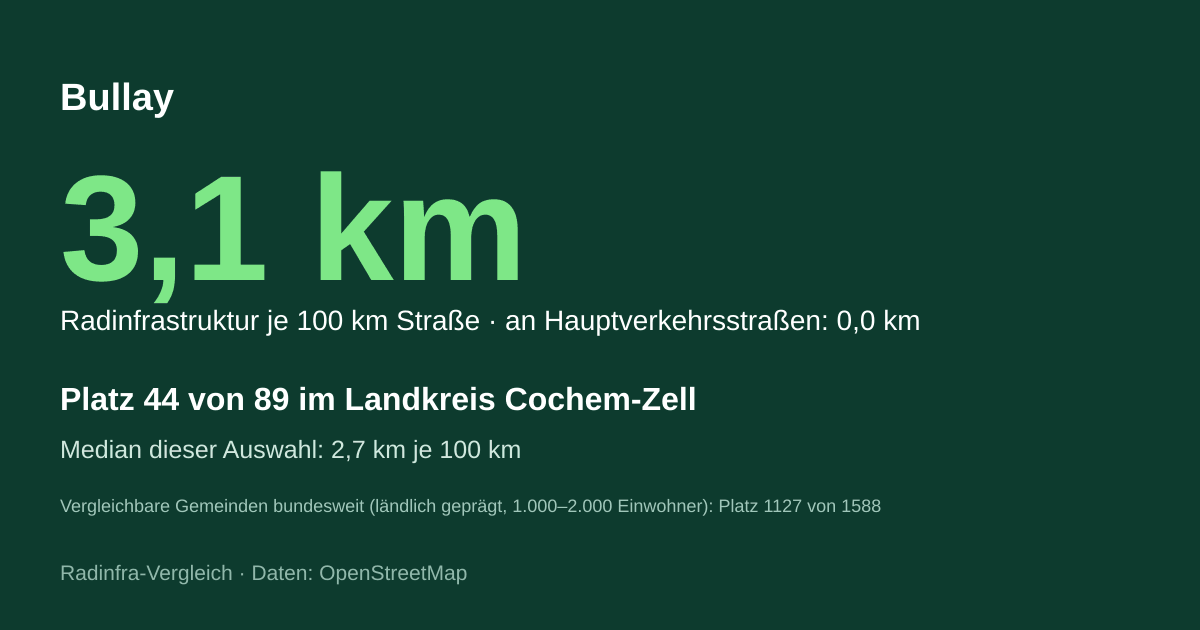 Bullay
3,1 km
Radinfrastruktur je 100 km Straße · an Hauptverkehrsstraßen: 0,0 km
Platz 44 von 89 im Landkreis Cochem-Zell
Median dieser Auswahl: 2,7 km je 100 km
Vergleichbare Gemeinden bundesweit (ländlich geprägt, 1.000–2.000 Einwohner): Platz 1127 von 1588
Radinfra-Vergleich · Daten: OpenStreetMap